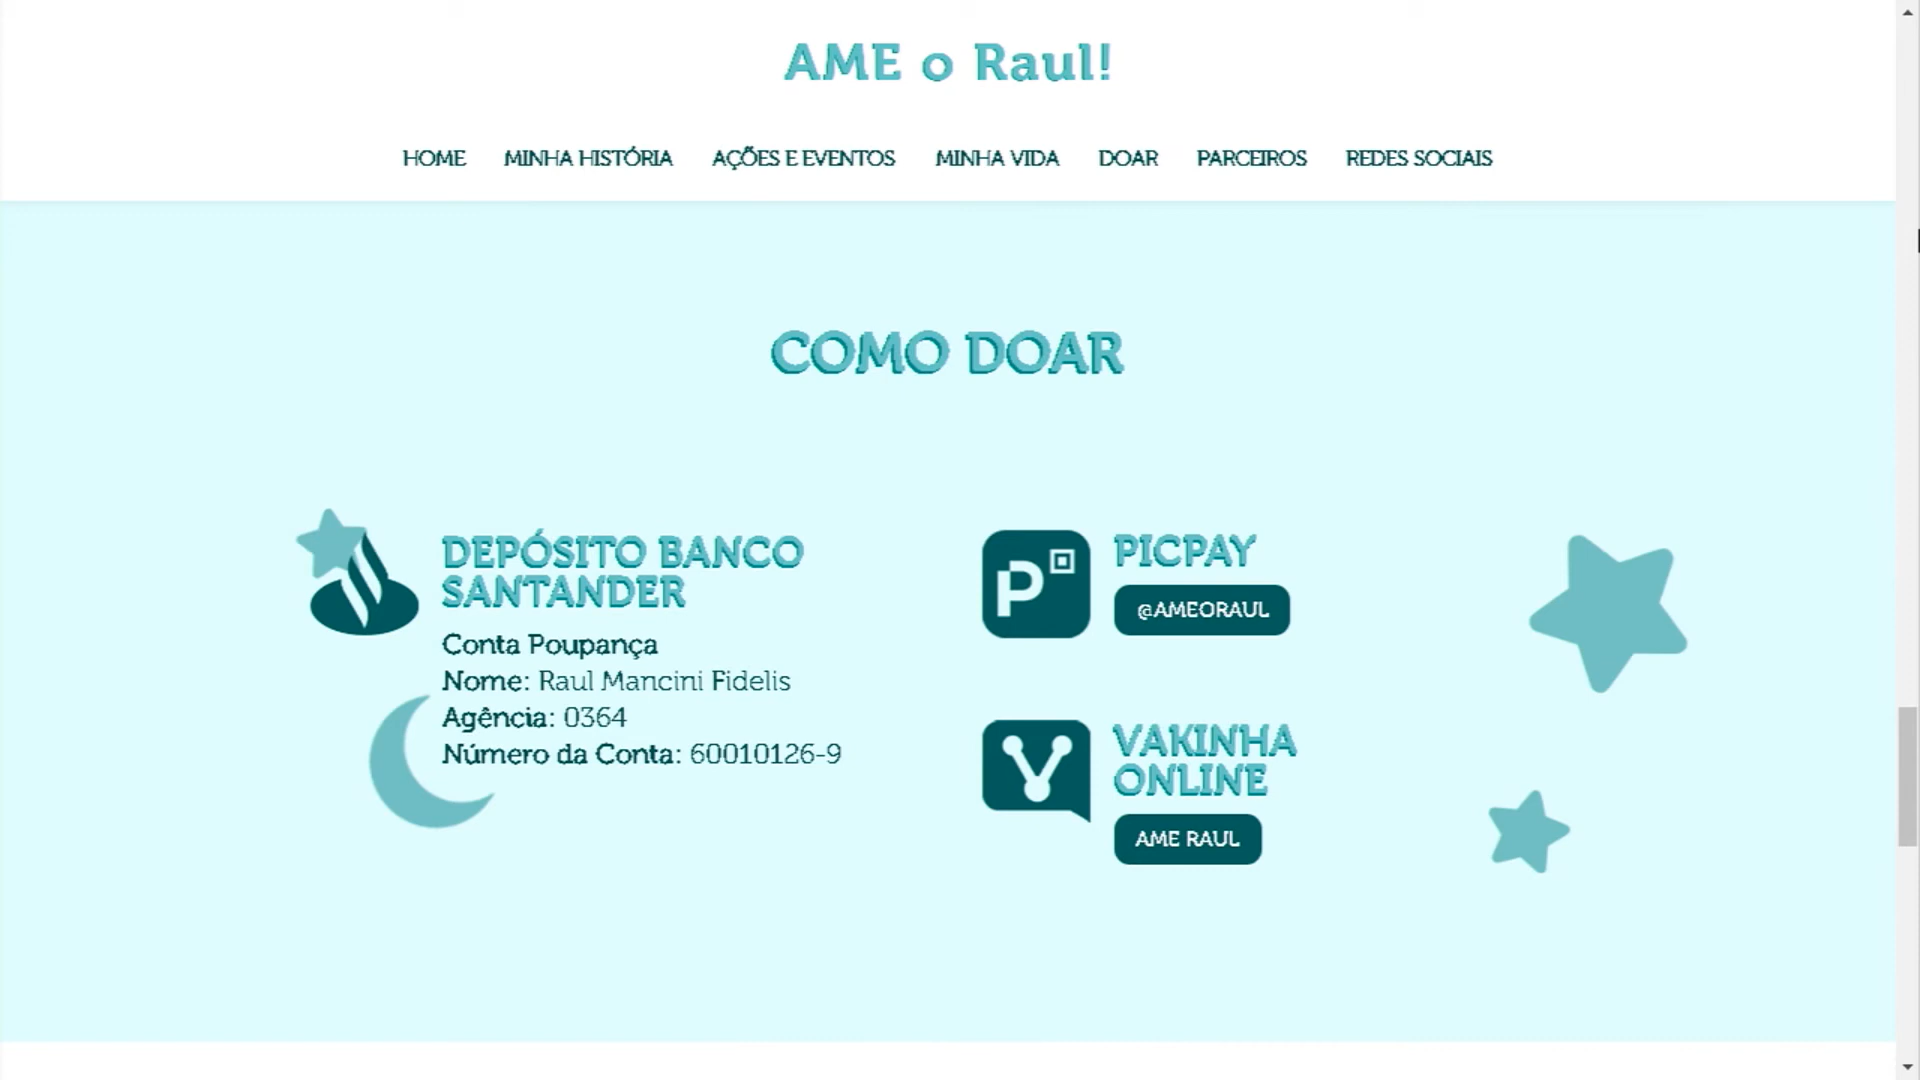 AME o Raul!
HOME MINHA HISTÓRIA AÇÕES E EVENTOS MINHA VIDA DOAR PARCEIROS REDES SOCIAIS
COMO DOAR
DEPÓSITO BANCO
SANTANDER
Conta Poupança
Nome: Raul Mancini Fidelis
Agência: 0364
Número da Conta: 60010126-9
PICPAY
@AMEORAUL
VAKINHA
ONLINE
AME RAUL